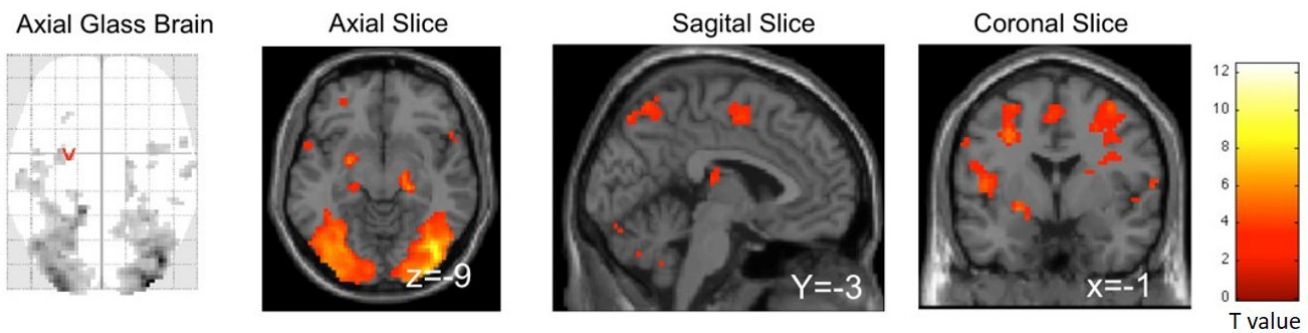 Axial Glass Brain
Axial Slice
Sagital Slice
Coronal Slice
z=-9
Y=-3
x=-1
12
10
8
6
4
2
0
T value